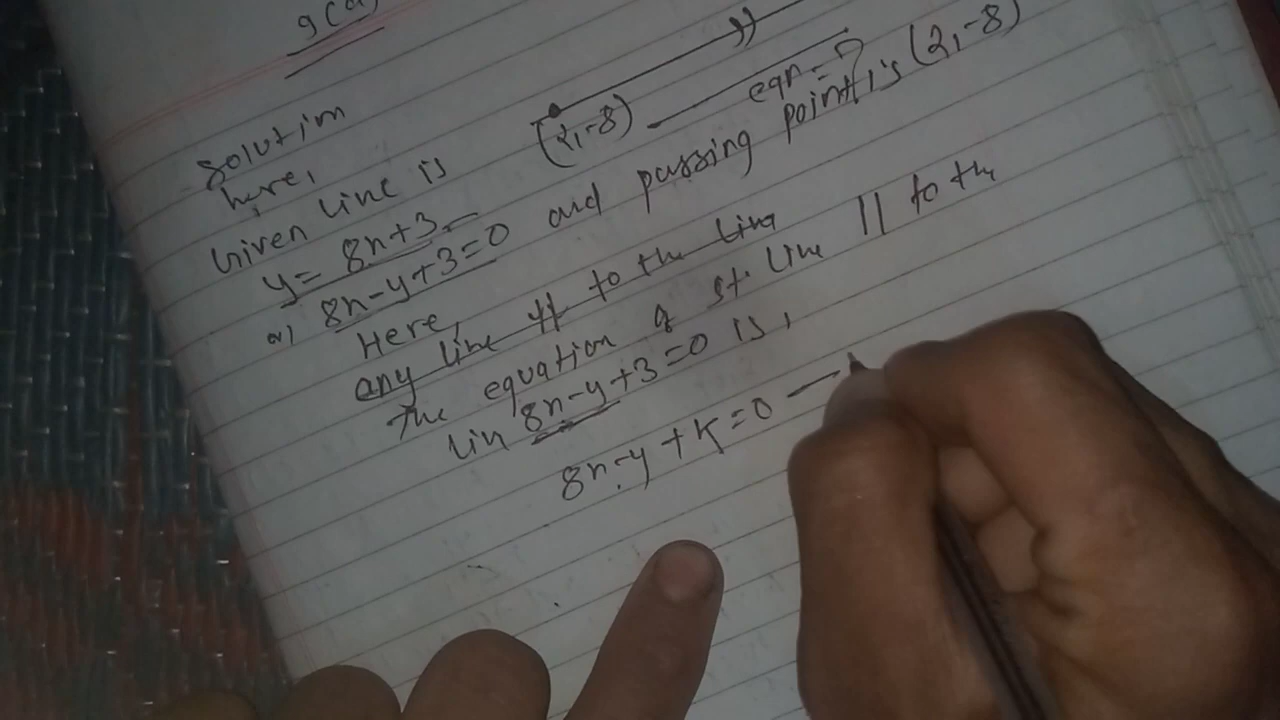 9(a)
solution
here,
Given line is
y = 8x+3
or) 8x-y+3=0 and passing point is (2,-8)
(2,-8)
eqn = ?
Here,
any line // to the line
The equation of st. line || to th
lin 8x-y+3=0 is,
8x-y+k=0 —